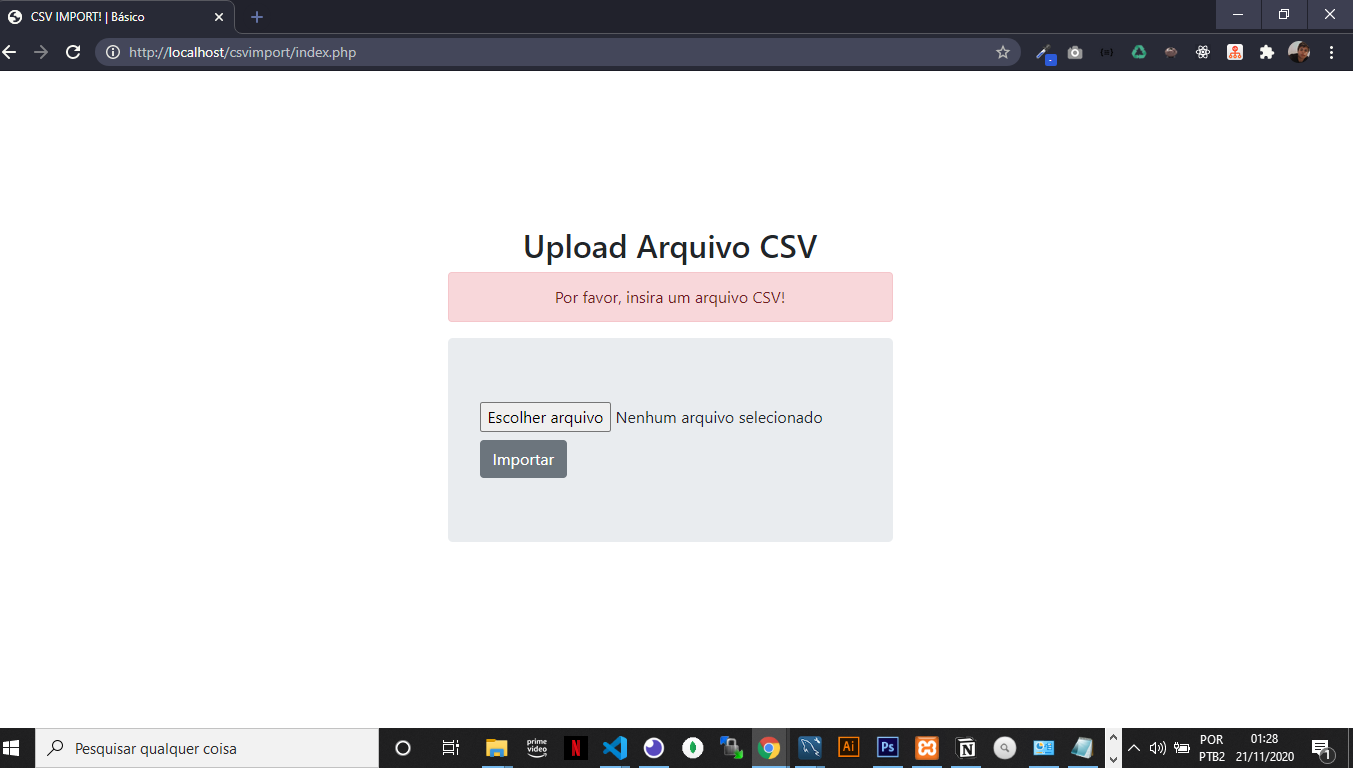 CSV IMPORT! | Básico
http://localhost/csvimport/index.php
Upload Arquivo CSV
Por favor, insira um arquivo CSV!
Escolher arquivo Nenhum arquivo selecionado
Importar
Pesquisar qualquer coisa
prime video
N
Ai
Ps
N
POR
PTB2
01:28
21/11/2020
1